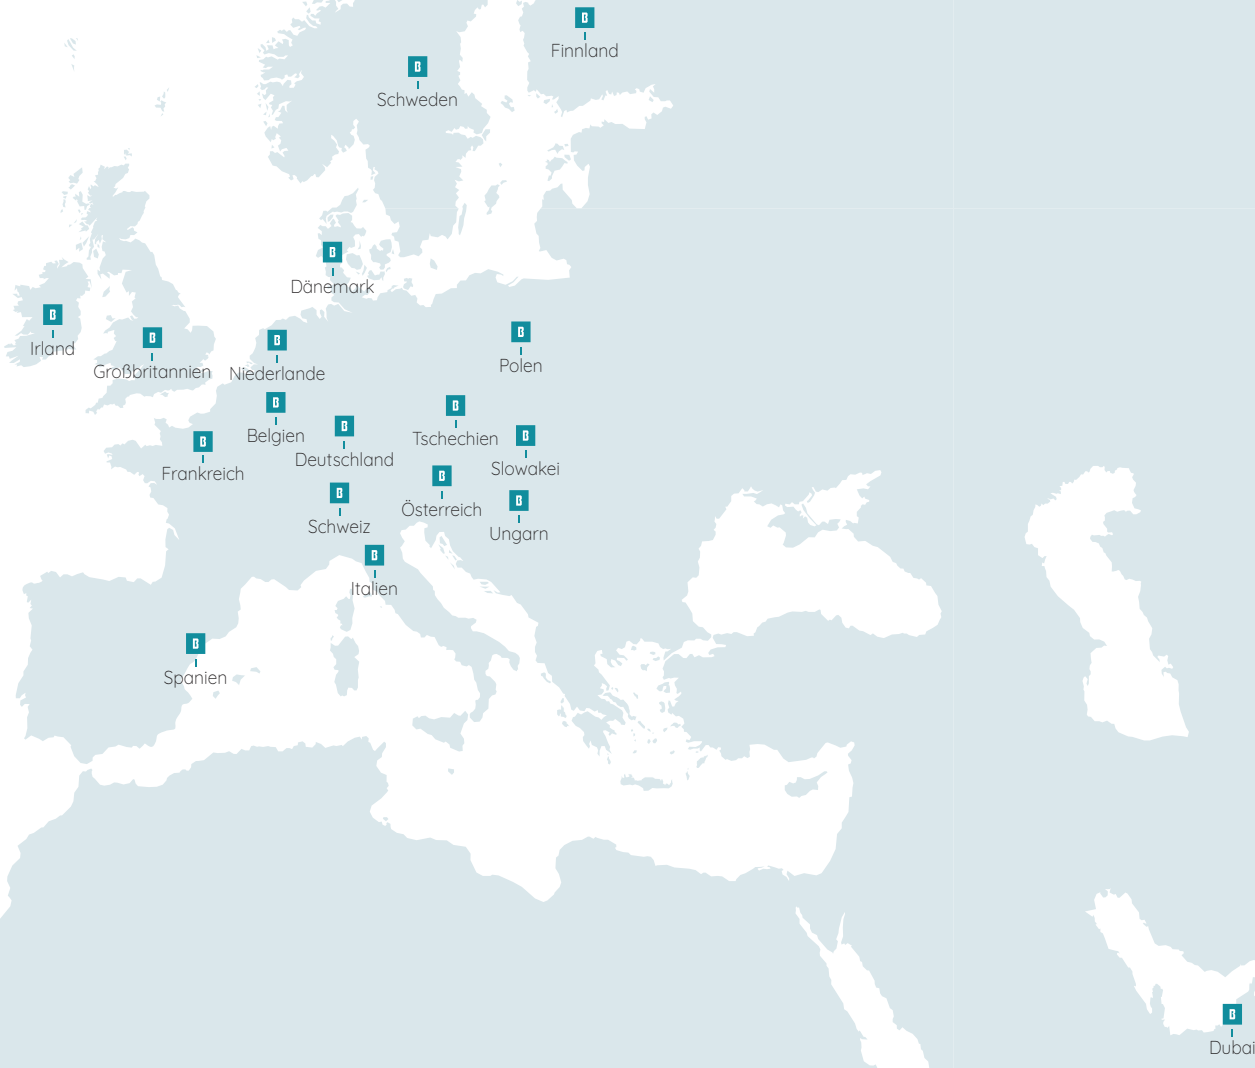 Finnland
Schweden
Dänemark
Irland
Großbritannien
Niederlande
Polen
Belgien
Tschechien
Deutschland
Slowakei
Frankreich
Österreich
Schweiz
Ungarn
Italien
Spanien
Dubai